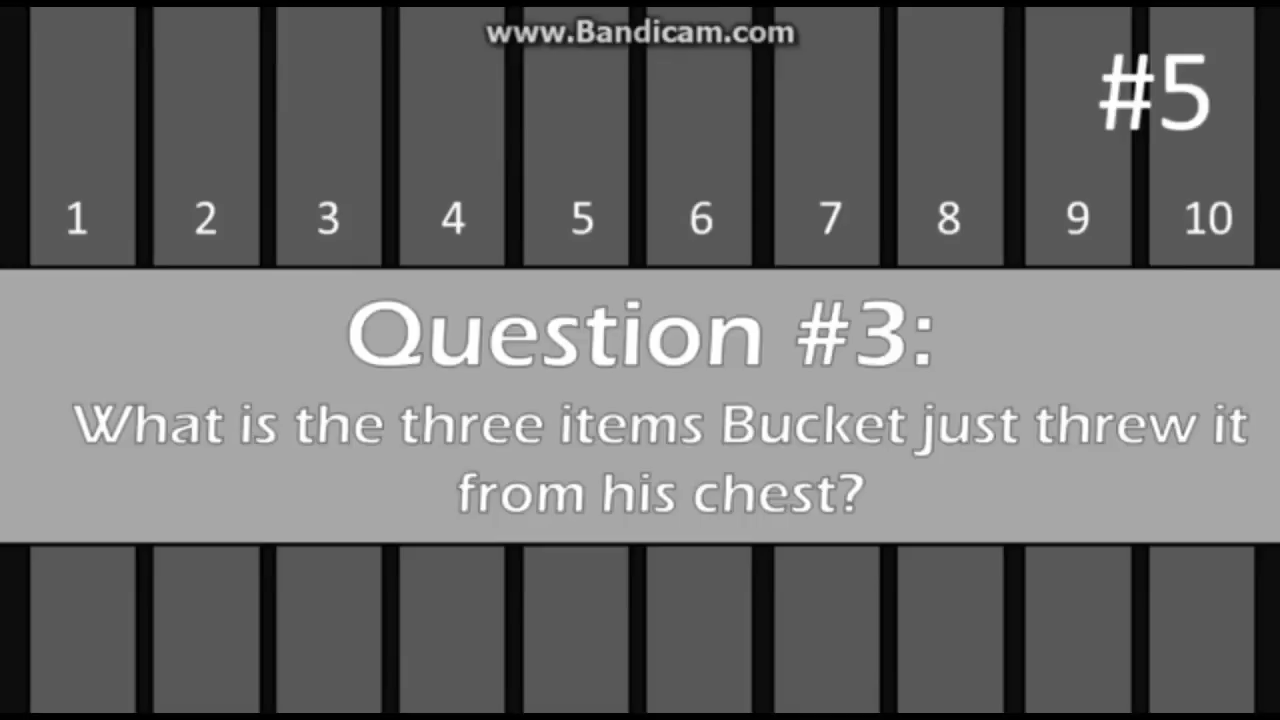 www.Bandicam.com
#5
1 2 3 4 5 6 7 8 9 10
Question #3:
What is the three items Bucket just threw it
from his chest?